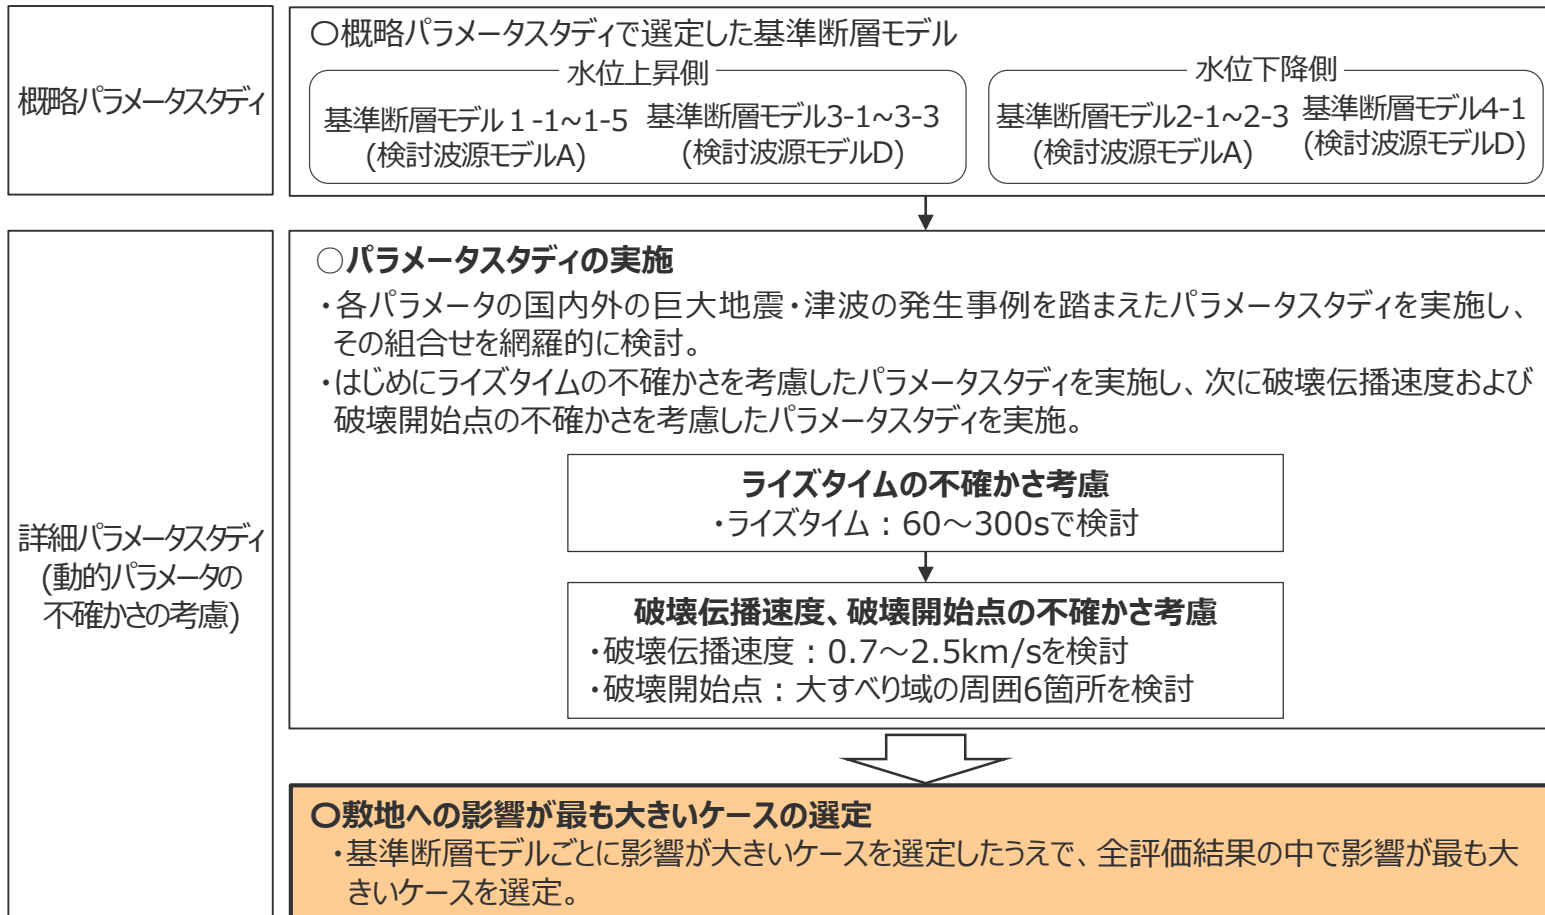 概略パラメータスタディ
〇概略パラメータスタディで選定した基準断層モデル
水位上昇側
基準断層モデル１-1~1-5
(検討波源モデルA)
基準断層モデル3-1~3-3
(検討波源モデルD)
水位下降側
基準断層モデル2-1~2-3
(検討波源モデルA)
基準断層モデル4-1
(検討波源モデルD)
詳細パラメータスタディ
(動的パラメータの
不確かさの考慮)
○パラメータスタディの実施
・各パラメータの国内外の巨大地震・津波の発生事例を踏まえたパラメータスタディを実施し、
その組合せを網羅的に検討。
・はじめにライズタイムの不確かさを考慮したパラメータスタディを実施し、次に破壊伝播速度および
破壊開始点の不確かさを考慮したパラメータスタディを実施。
ライズタイムの不確かさ考慮
・ライズタイム：60～300sで検討
破壊伝播速度、破壊開始点の不確かさ考慮
・破壊伝播速度：0.7～2.5km/sを検討
・破壊開始点：大すべり域の周囲6箇所を検討
〇敷地への影響が最も大きいケースの選定
・基準断層モデルごとに影響が大きいケースを選定したうえで、全評価結果の中で影響が最も大
きいケースを選定。